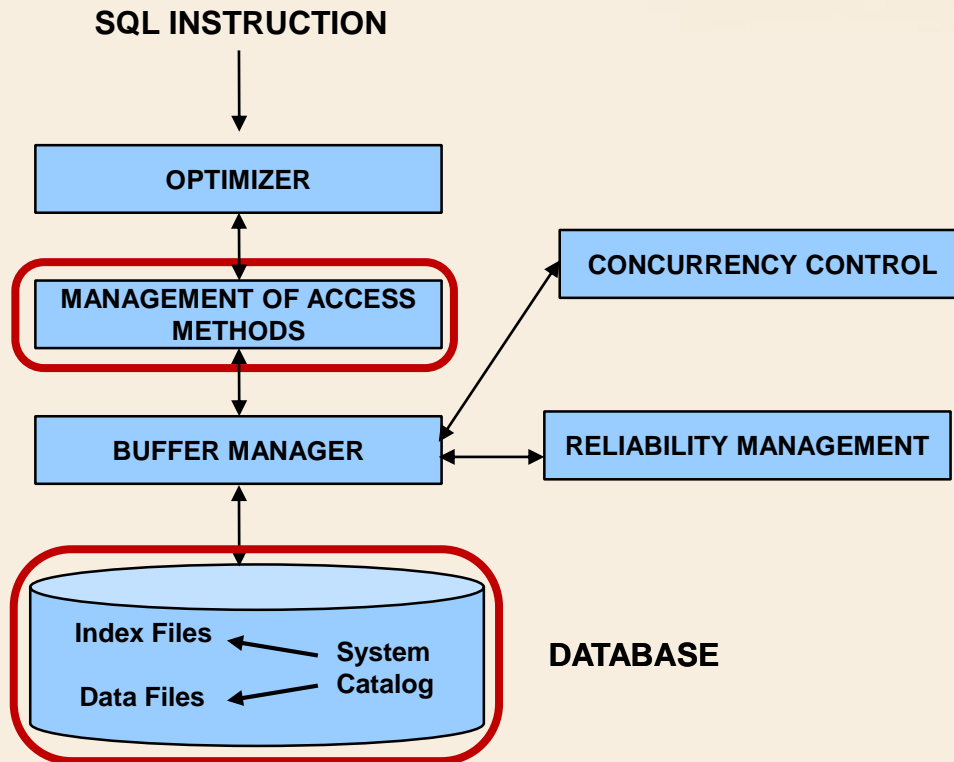 SQL INSTRUCTION
OPTIMIZER
MANAGEMENT OF ACCESS
METHODS
CONCURRENCY CONTROL
BUFFER MANAGER
RELIABILITY MANAGEMENT
Index Files
System
Catalog
Data Files
DATABASE